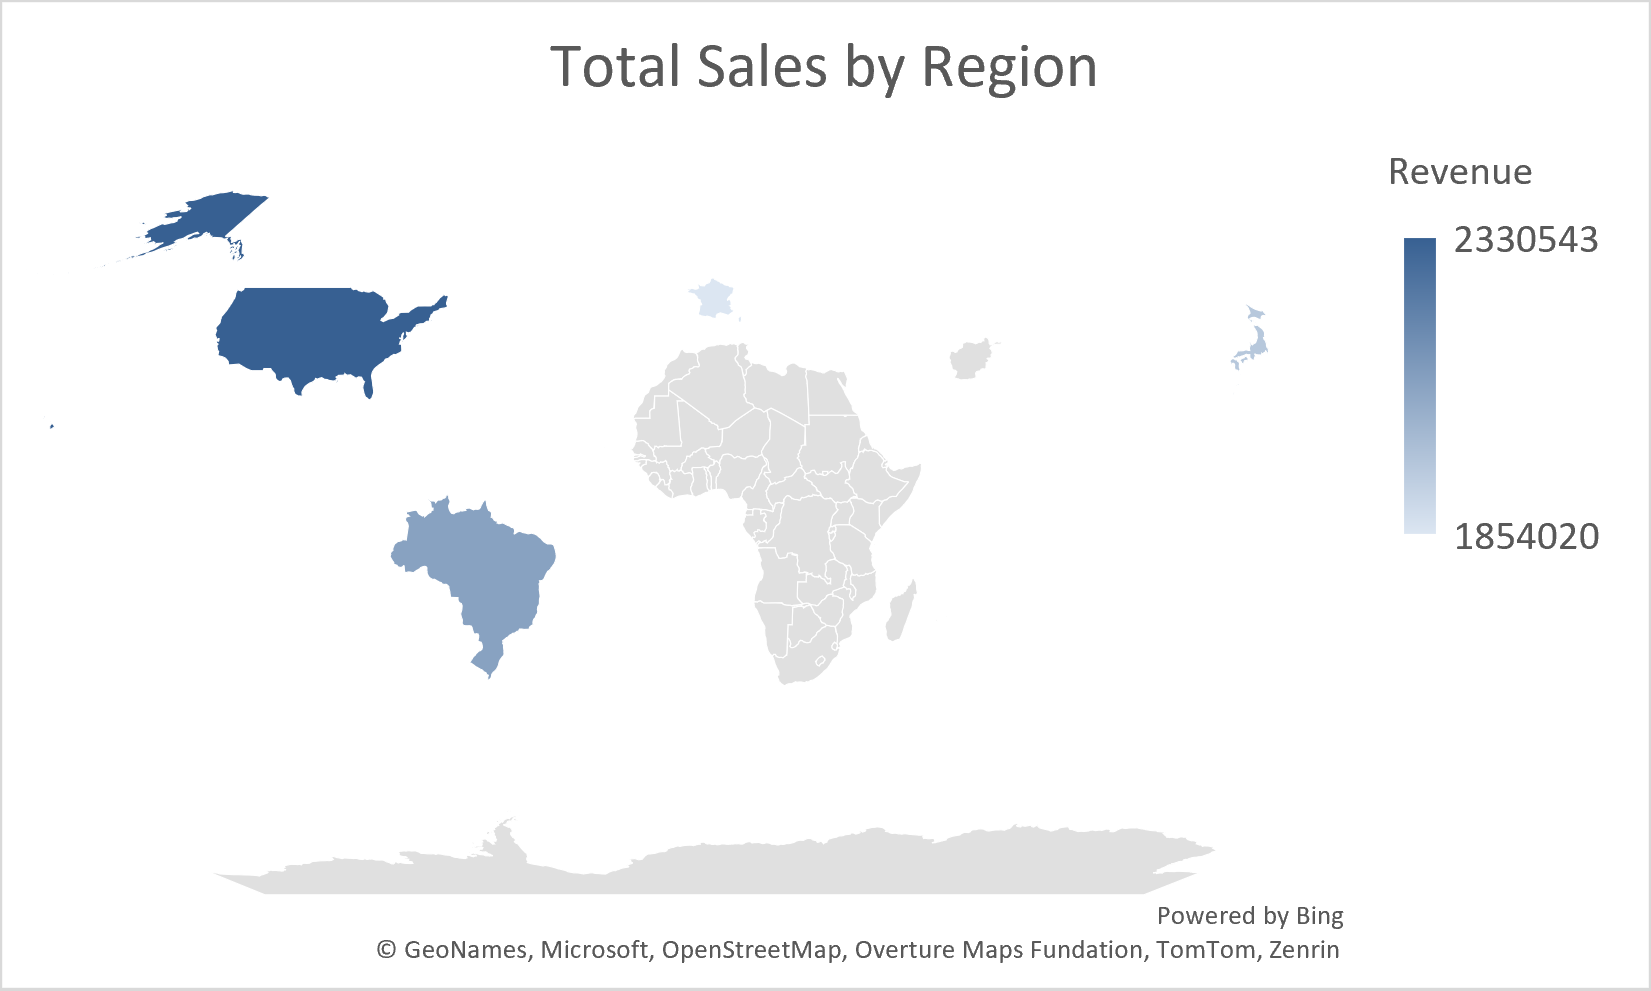 Total Sales by Region
Revenue
2330543
1854020
Powered by Bing
© GeoNames, Microsoft, OpenStreetMap, Overture Maps Fundation, TomTom, Zenrin